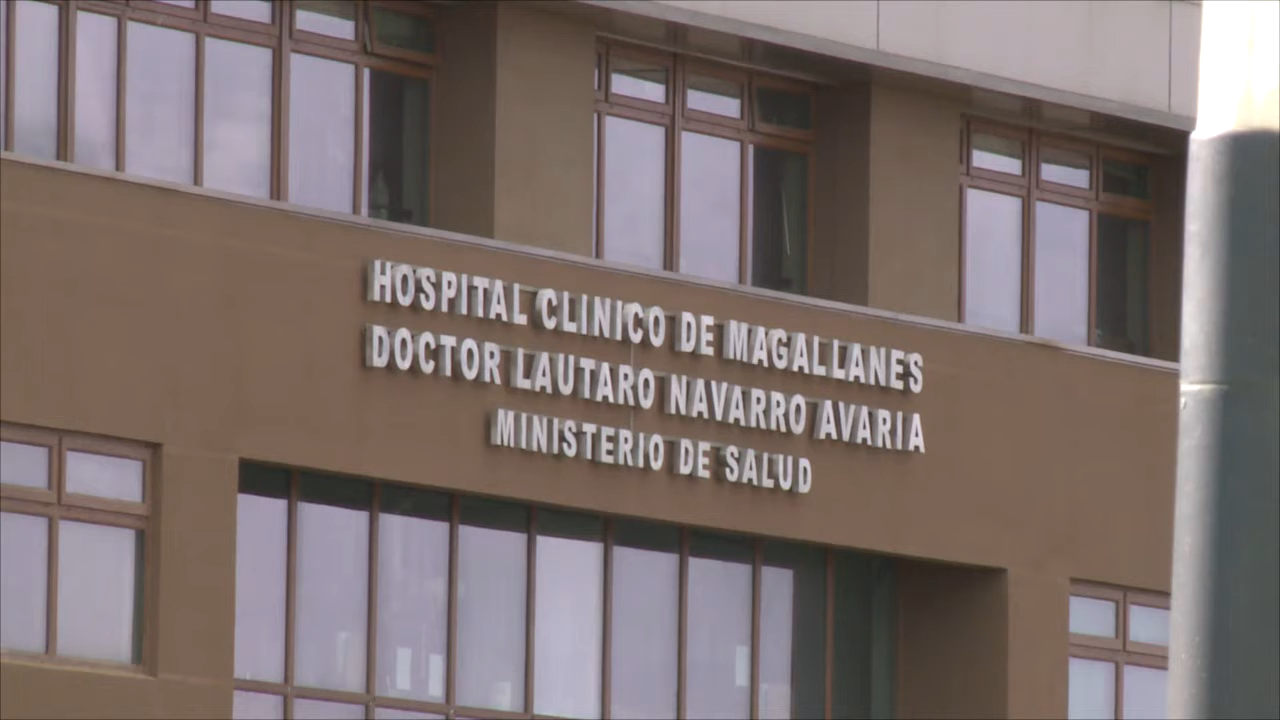 HOSPITAL CLINICO DE MAGALLANES
DOCTOR LAUTARO NAVARRO AVARIA
MINISTERIO DE SALUD